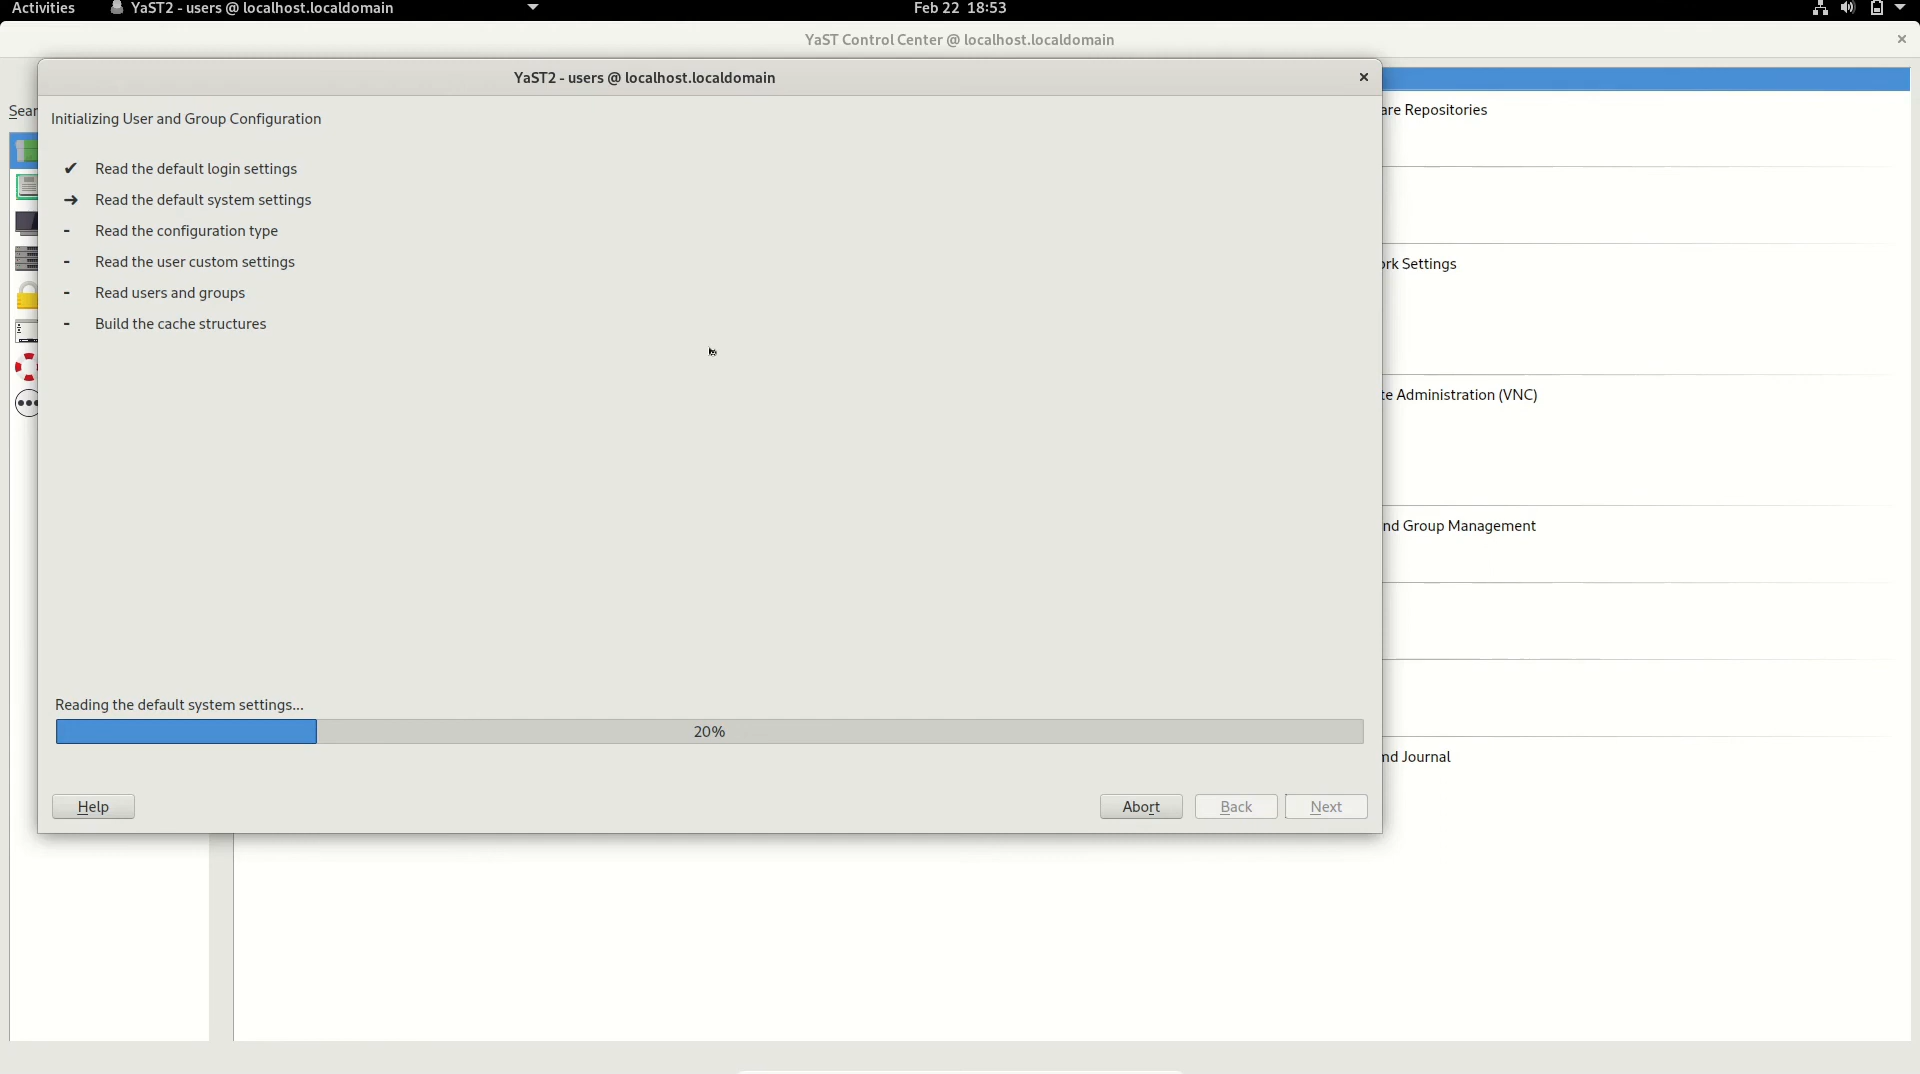 Activities YaST2 - users @ localhost.localdomain Feb 22 18:53
YaST Control Center @ localhost.localdomain
YaST2 - users @ localhost.localdomain
Initializing User and Group Configuration
Read the default login settings
Read the default system settings
Read the configuration type
Read the user custom settings
Read users and groups
Build the cache structures
Reading the default system settings...
20%
Help Abort Back Next
Sear
are Repositories
rk Settings
te Administration (VNC)
nd Group Management
md Journal